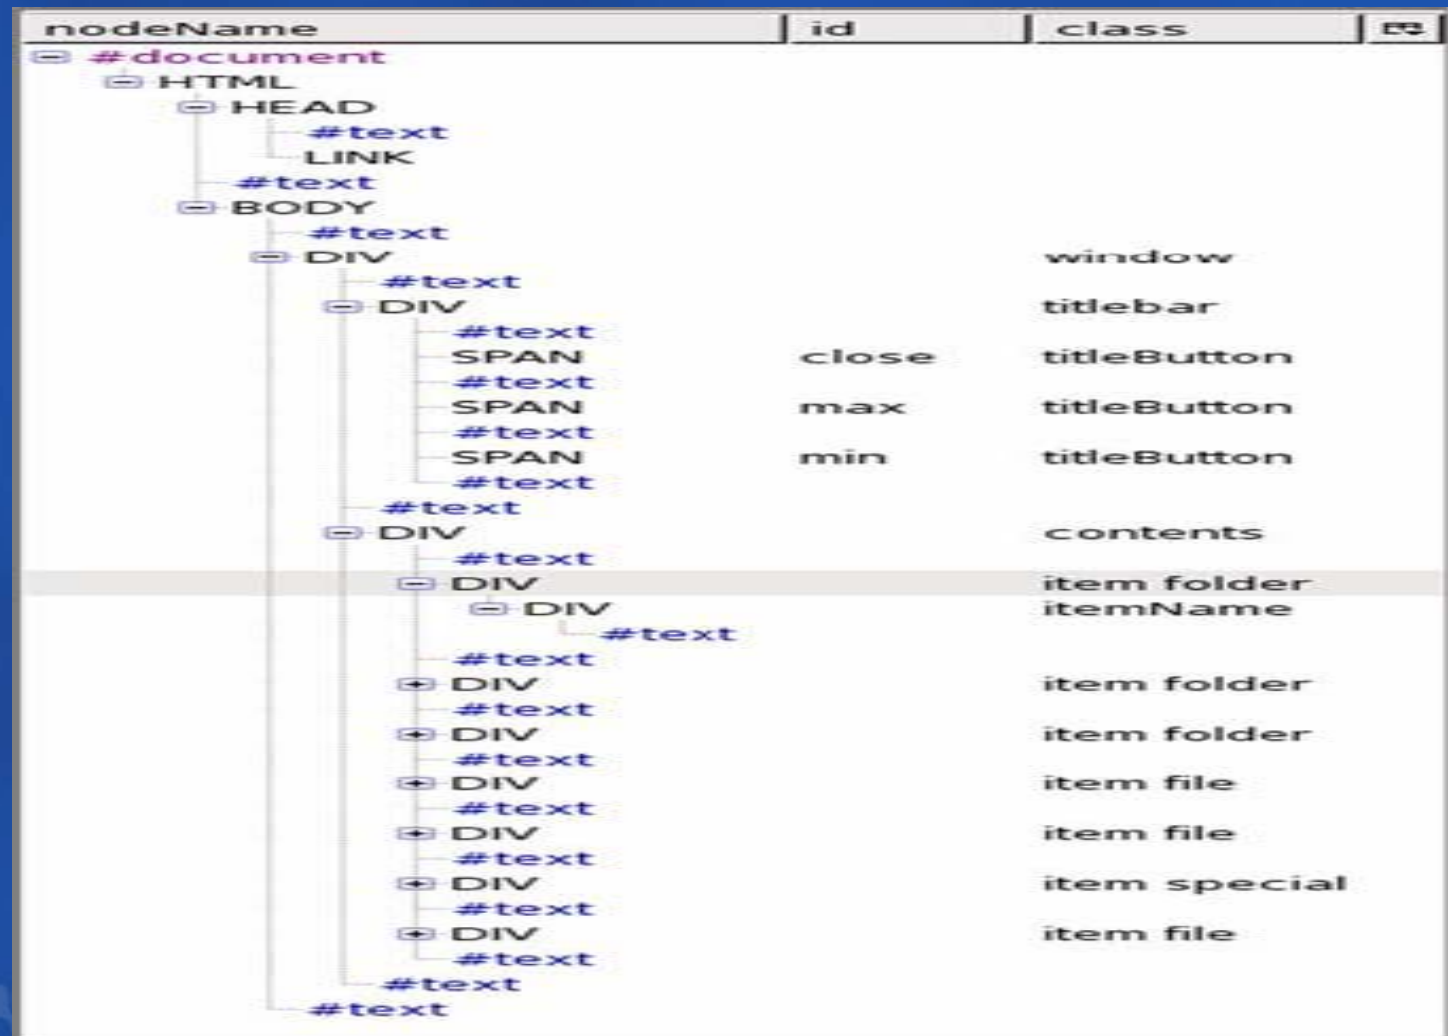 nodeName id class
#document
HTML
HEAD
#text
LINK
#text
BODY
#text
DIV window
#text
DIV titlebar
#text
SPAN close titleButton
#text
SPAN max titleButton
#text
SPAN min titleButton
#text
#text
DIV contents
#text
DIV item folder
DIV itemName
#text
#text
DIV item folder
#text
DIV item folder
#text
DIV item file
#text
DIV item file
#text
DIV item special
#text
DIV item file
#text
#text
#text